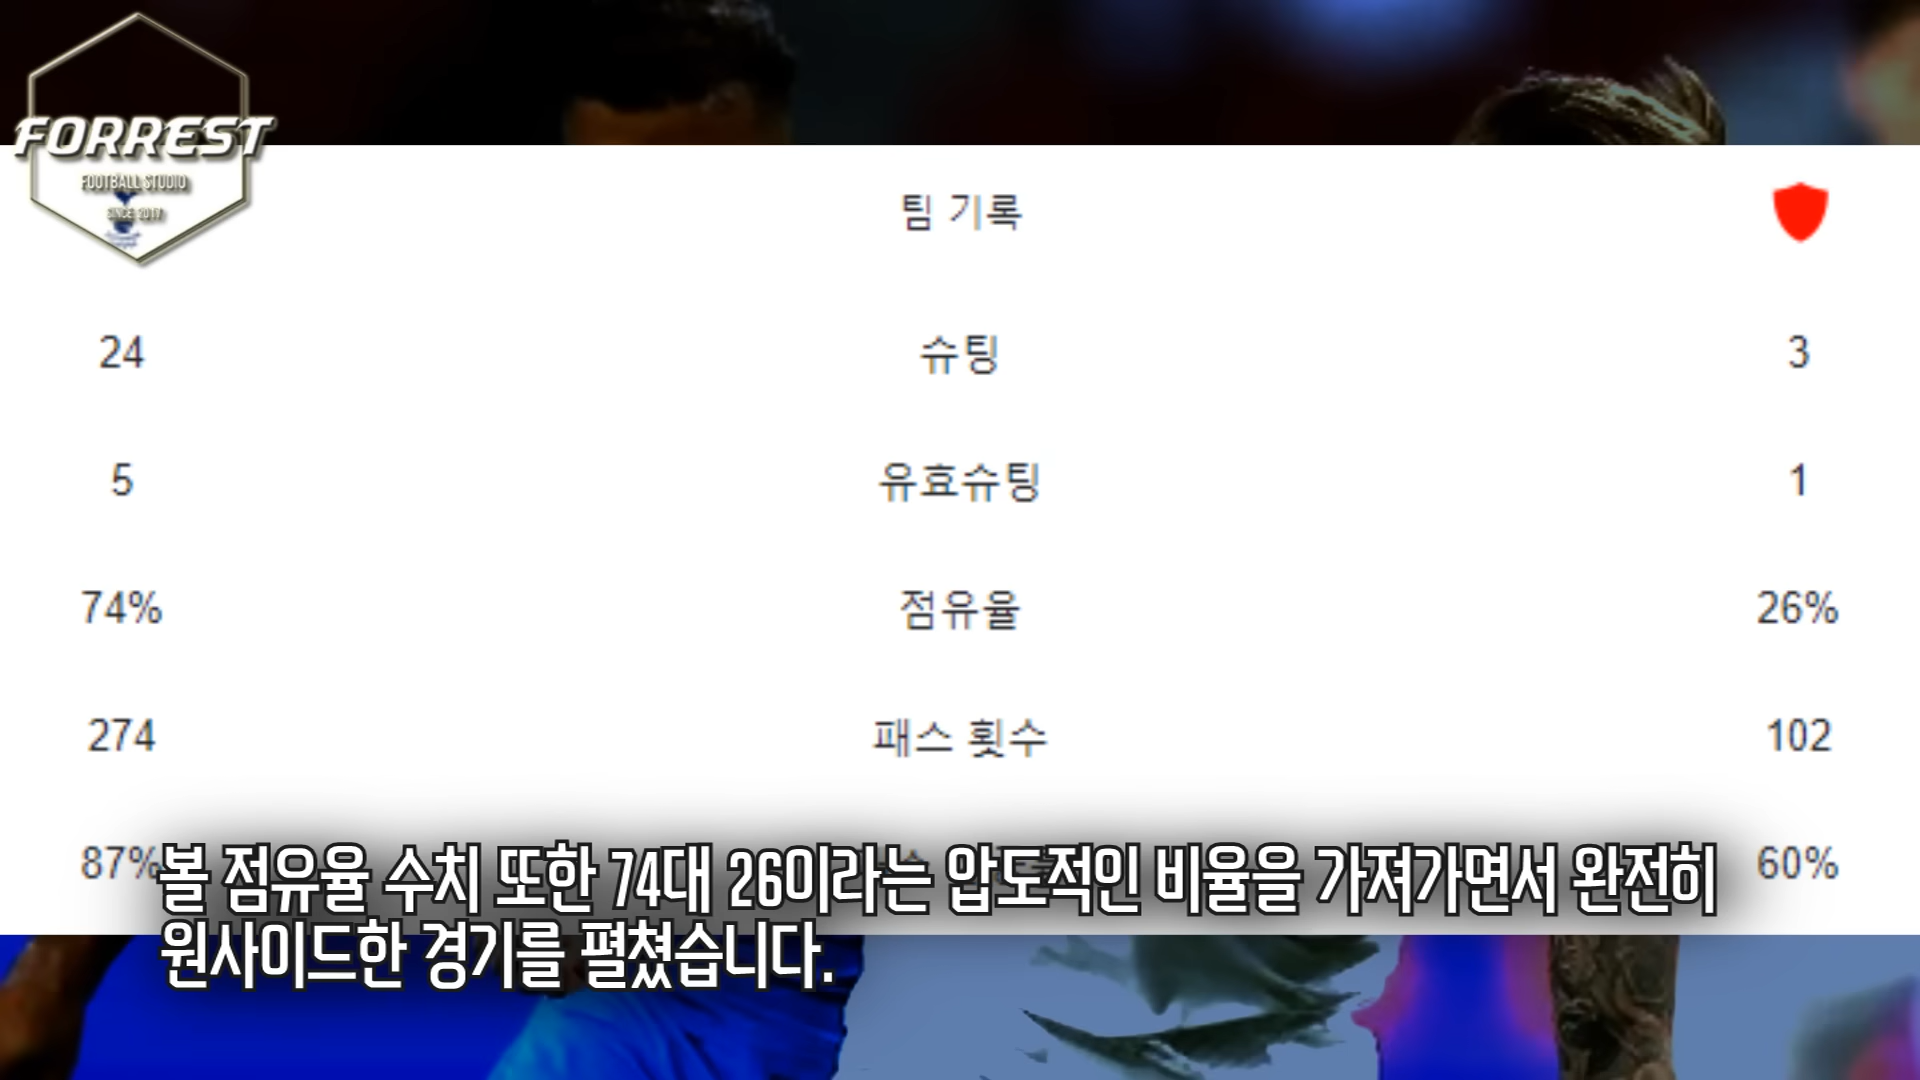 FORREST
FOOTBALL STUDIO
SINCE 2017
팀 기록
24 슈팅 3
5 유효슈팅 1
74% 점유율 26%
274 패스 횟수 102
87% 60%
볼 점유율 수치 또한 74대 26이라는 압도적인 비율을 가져가면서 완전히
원사이드한 경기를 펼쳤습니다.